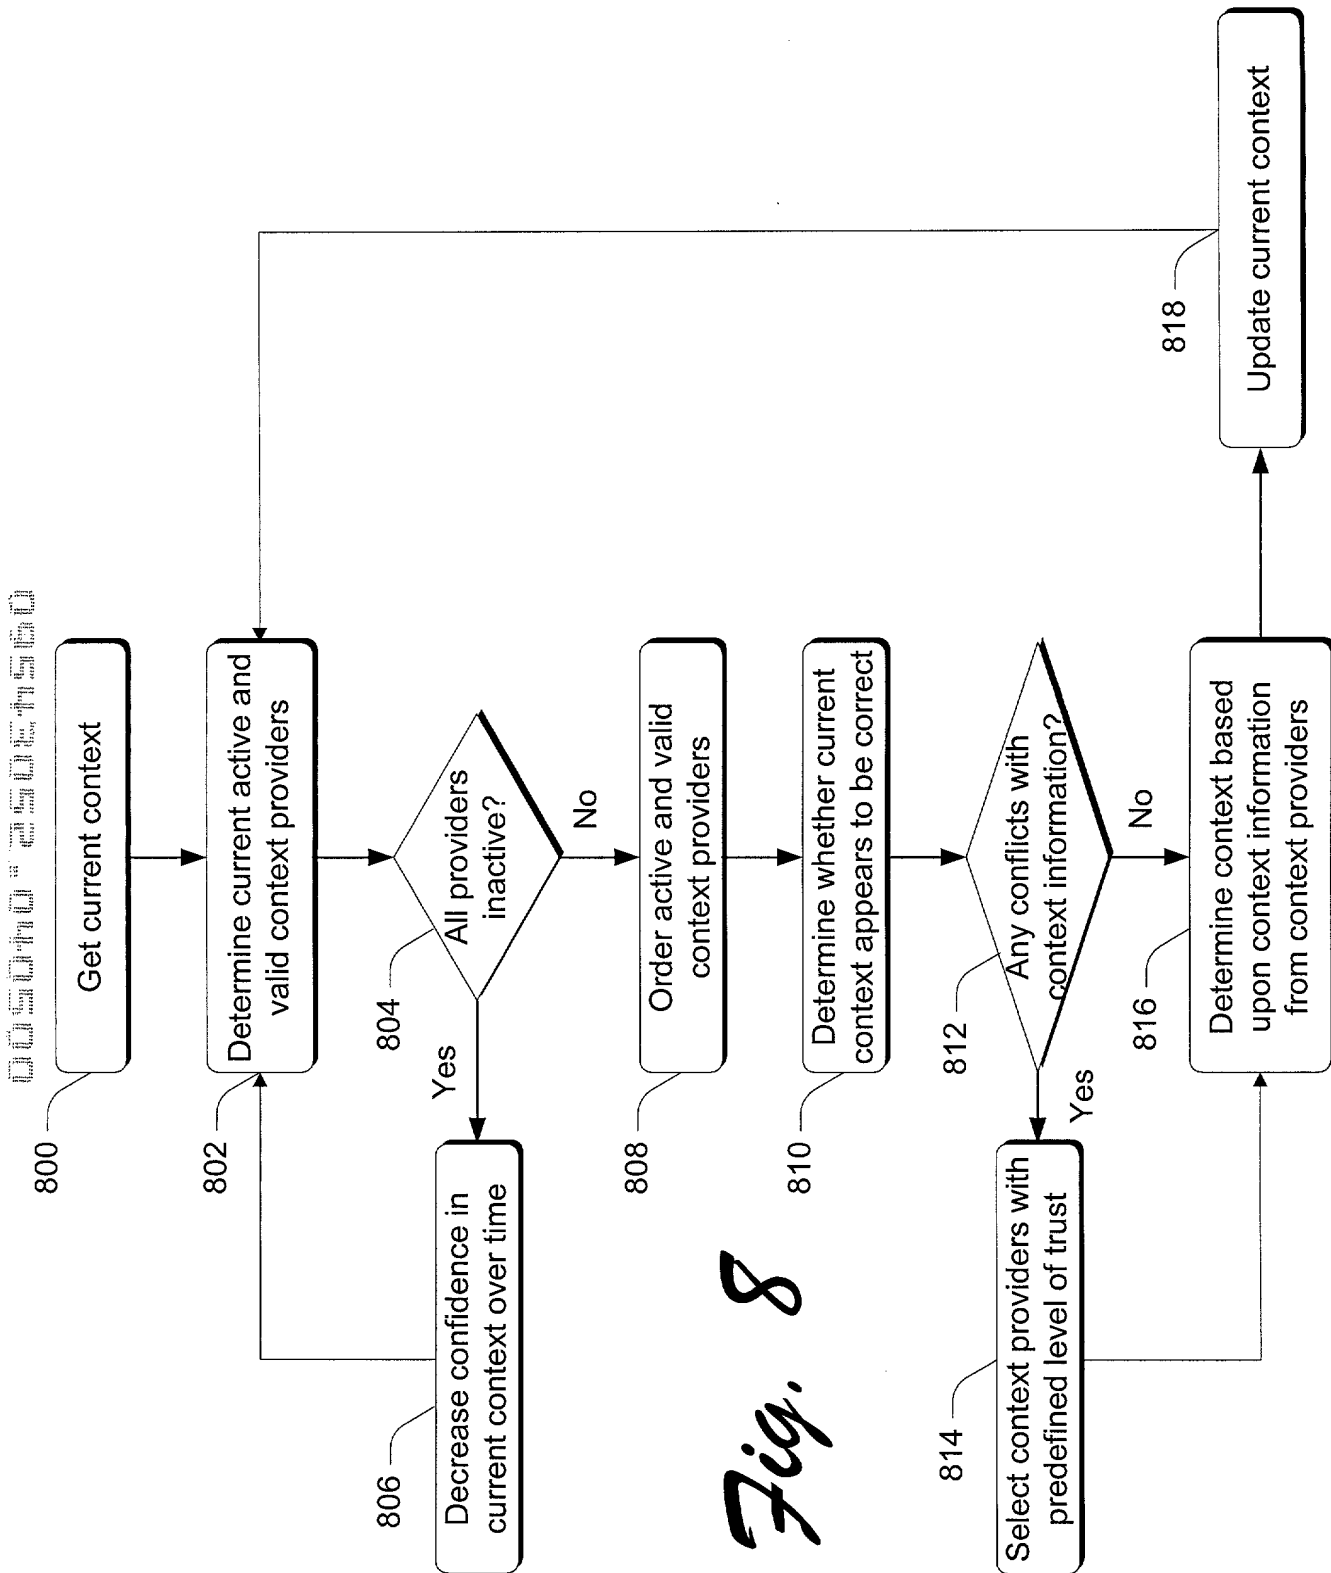 800
Get current context
802
Determine current active and
valid context providers
804
All providers
inactive?
Yes
No
806
Decrease confidence in
current context over time
808
Order active and valid
context providers
810
Determine whether current
context appears to be correct
812
Any conflicts with
context information?
Yes
No
814
Select context providers with
predefined level of trust
816
Determine context based
upon context information
from context providers
818
Update current context
Fig. 8